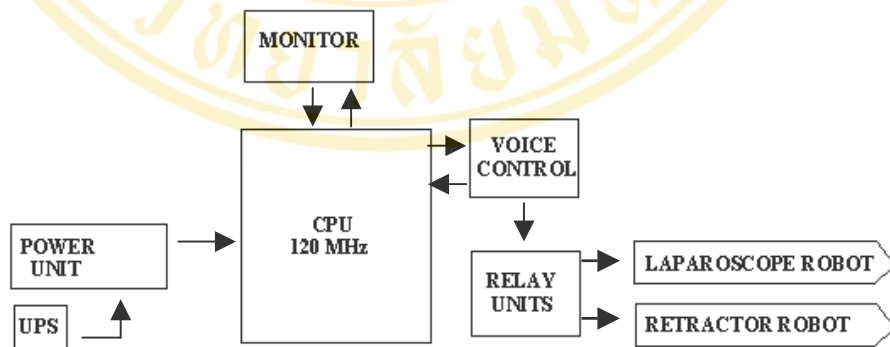 MONITOR
VOICE
CONTROL
CPU
120 MHz
POWER
UNIT
UPS
RELAY
UNITS
LAPAROSCOPE ROBOT
RETRACTOR ROBOT